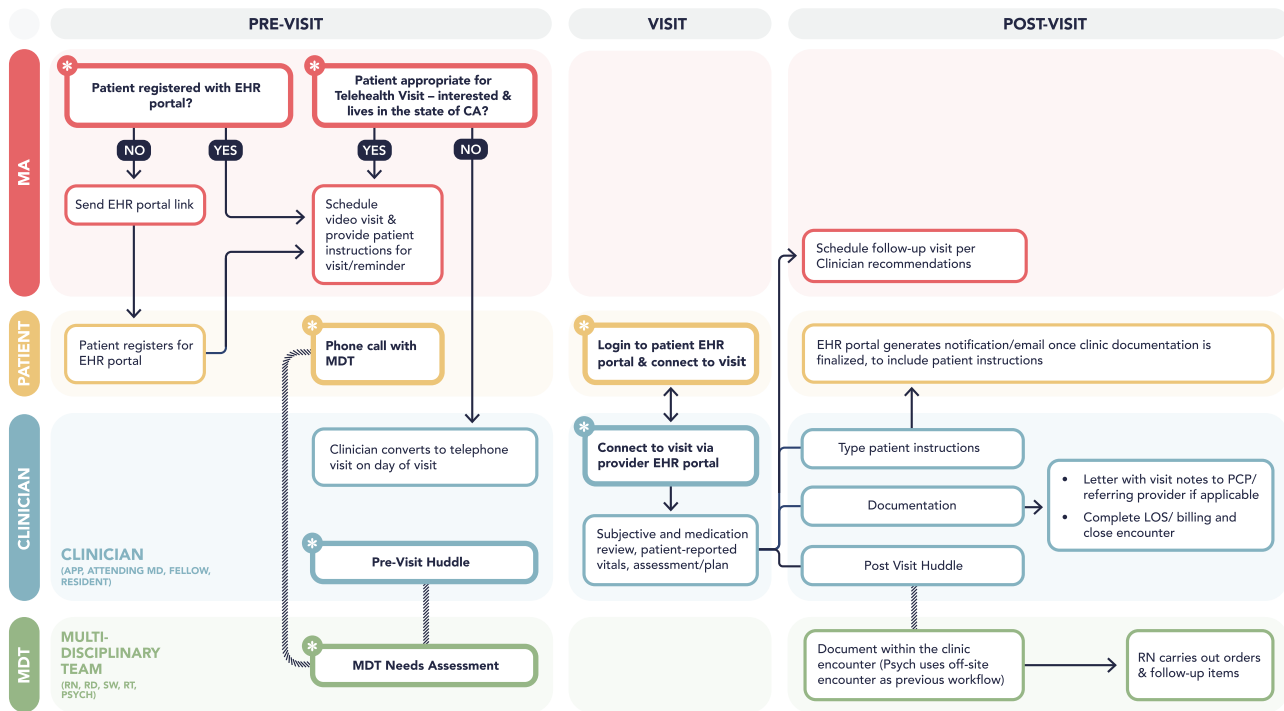 PRE-VISIT
VISIT
POST-VISIT
MA
* Patient registered with EHR
portal?
* Patient appropriate for
Telehealth Visit – interested &
lives in the state of CA?
NO
YES
YES
NO
Send EHR portal link
Schedule
video visit &
provide patient
instructions for
visit/reminder
Schedule follow-up visit per
Clinician recommendations
PATIENT
Patient registers for
EHR portal
* Phone call with
MDT
* Login to patient EHR
portal & connect to visit
EHR portal generates notification/email once clinic documentation is
finalized, to include patient instructions
CLINICIAN
Clinician converts to telephone
visit on day of visit
* Connect to visit via
provider EHR portal
Type patient instructions
Documentation
• Letter with visit notes to PCP/
referring provider if applicable
• Complete LOS/ billing and
close encounter
CLINICIAN
(APP, ATTENDING MD, FELLOW,
RESIDENT)
* Pre-Visit Huddle
Subjective and medication
review, patient-reported
vitals, assessment/plan
Post Visit Huddle
MDT
MULTI-
DISCIPLINARY
TEAM
(RN, RD, SW, RT,
PSYCH)
* MDT Needs Assessment
Document within the clinic
encounter (Psych uses off-site
encounter as previous workflow)
RN carries out orders
& follow-up items